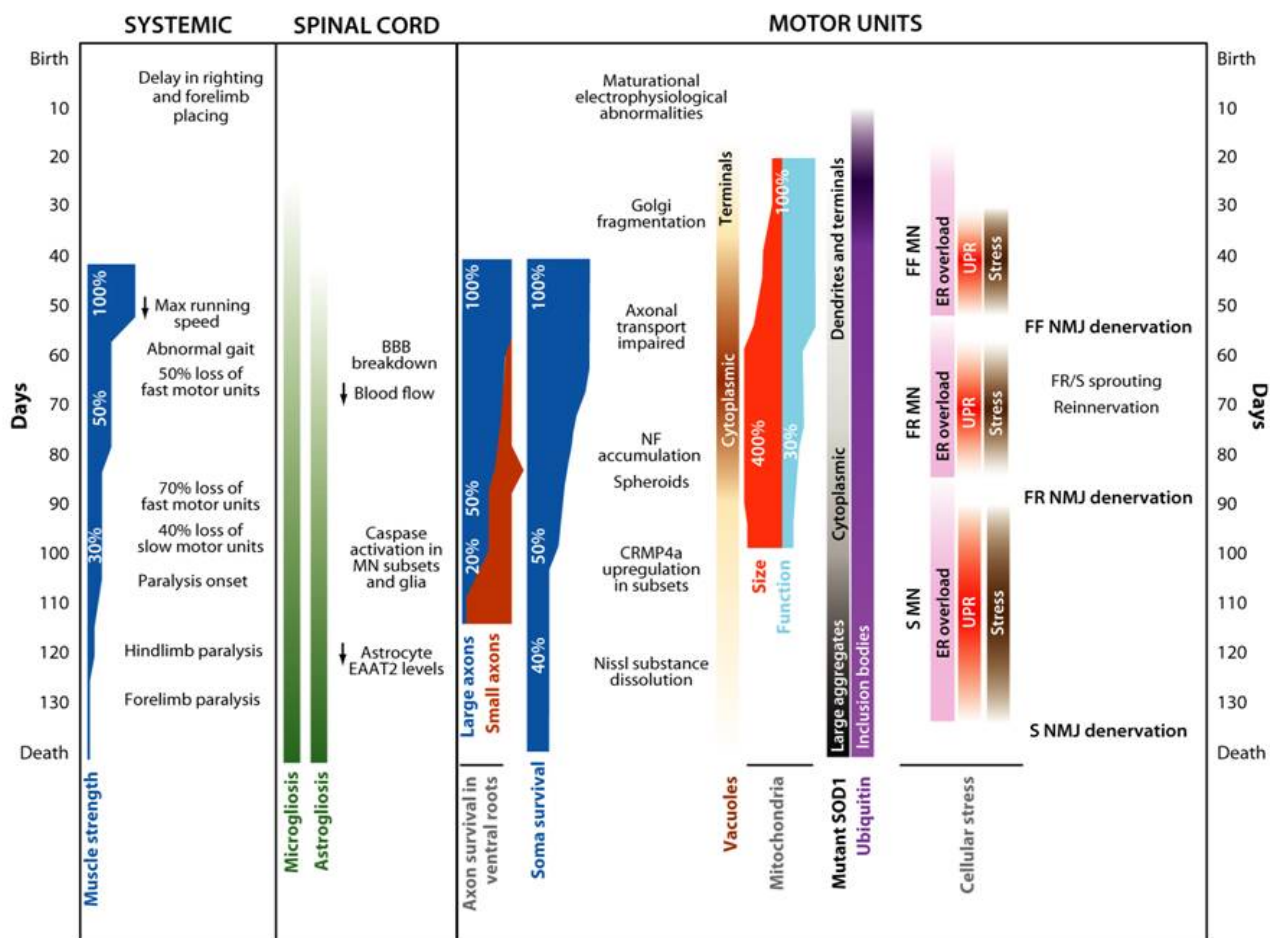 SYSTEMIC
SPINAL CORD
MOTOR UNITS
Days
Birth
10
20
30
40
50
60
70
80
90
100
110
120
130
Death
Muscle strength
100%
50%
30%
Delay in righting
and forelimb
placing
Max running
speed
Abnormal gait
50% loss of
fast motor units
70% loss of
fast motor units
40% loss of
slow motor units
Paralysis onset
Hindlimb paralysis
Forelimb paralysis
Microgliosis
Astrogliosis
BBB
breakdown
Blood flow
Caspase
activation in
MN subsets
and glia
Astrocyte
EAAT2 levels
100%
50%
20%
Large axons
Small axons
Axon survival in
ventral roots
100%
50%
40%
Soma survival
Maturational
electrophysiological
abnormalities
Golgi
fragmentation
Axonal
transport
impaired
NF
accumulation
Spheroids
CRMP4a
upregulation
in subsets
Nissl substance
dissolution
Terminals
Cytoplasmic
Vacuoles
100%
400%
30%
Size
Function
Mitochondria
Dendrites and terminals
Cytoplasmic
Large aggregates
Mutant SOD1
Inclusion bodies
Ubiquitin
FF MN
ER overload
UPR
Stress
FF NMJ denervation
FR MN
ER overload
UPR
Stress
FR/S sprouting
Reinnervation
FR NMJ denervation
S MN
ER overload
UPR
Stress
S NMJ denervation
Cellular stress
Birth
10
20
30
40
50
60
70
80
90
100
110
120
130
Death
Days